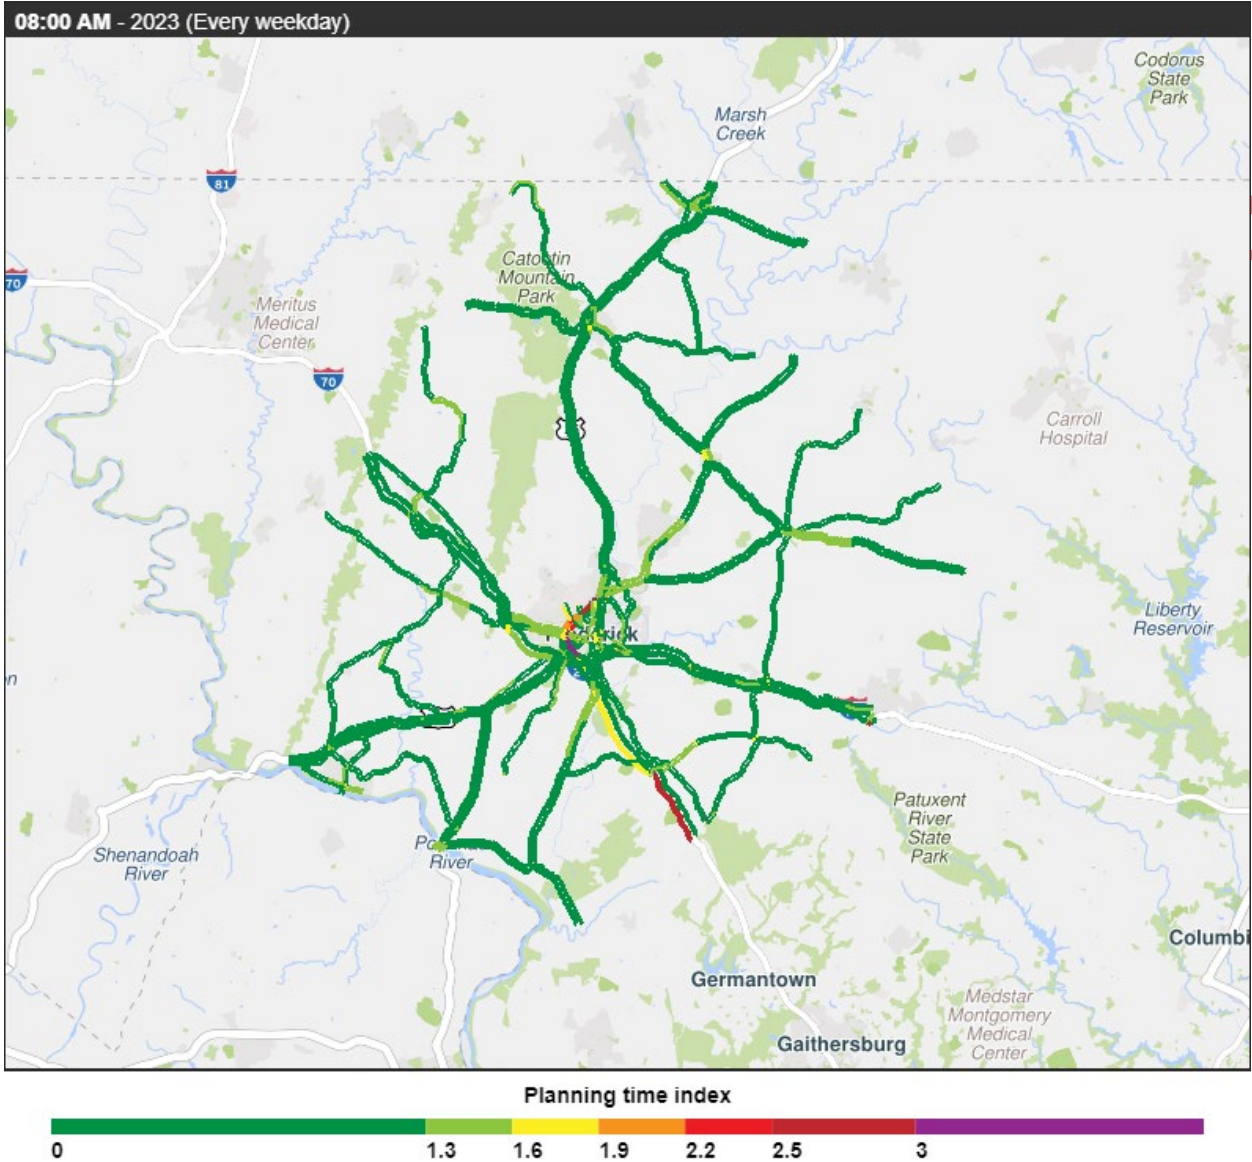 08:00 AM - 2023 (Every weekday)
Codorus
State
Park
Marsh
Creek
81
70
Catoctin
Mountain
Park
Meritus
Medical
Center
70
Carroll
Hospital
Liberty
Reservoir
Patuxent
River
State
Park
Shenandoah
River
River
Columbi
Germantown
Medstar
Montgomery
Medical
Center
Gaithersburg
Planning time index
0 1.3 1.6 1.9 2.2 2.5 3